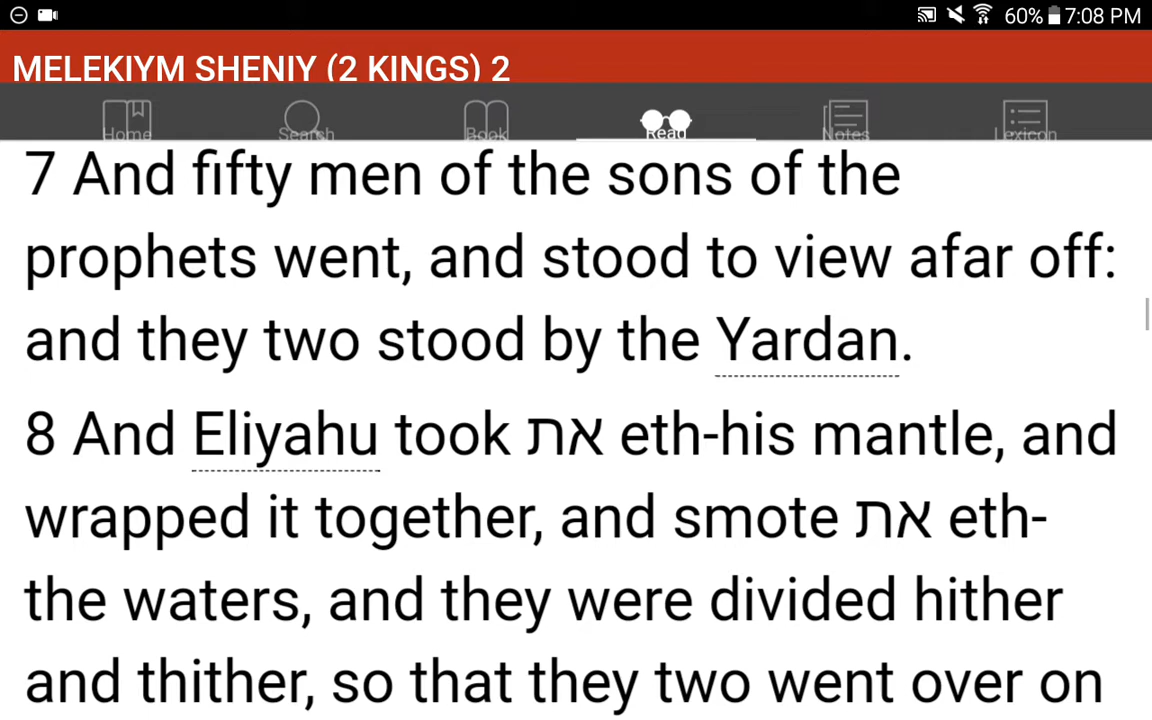 60% 7:08 PM
MELEKIYM SHENIY (2 KINGS) 2
Home Search Book Read Notes Lexicon
7 And fifty men of the sons of the
prophets went, and stood to view afar off:
and they two stood by the Yardan.
8 And Eliyahu took את eth-his mantle, and
wrapped it together, and smote את eth-
the waters, and they were divided hither
and thither, so that they two went over on